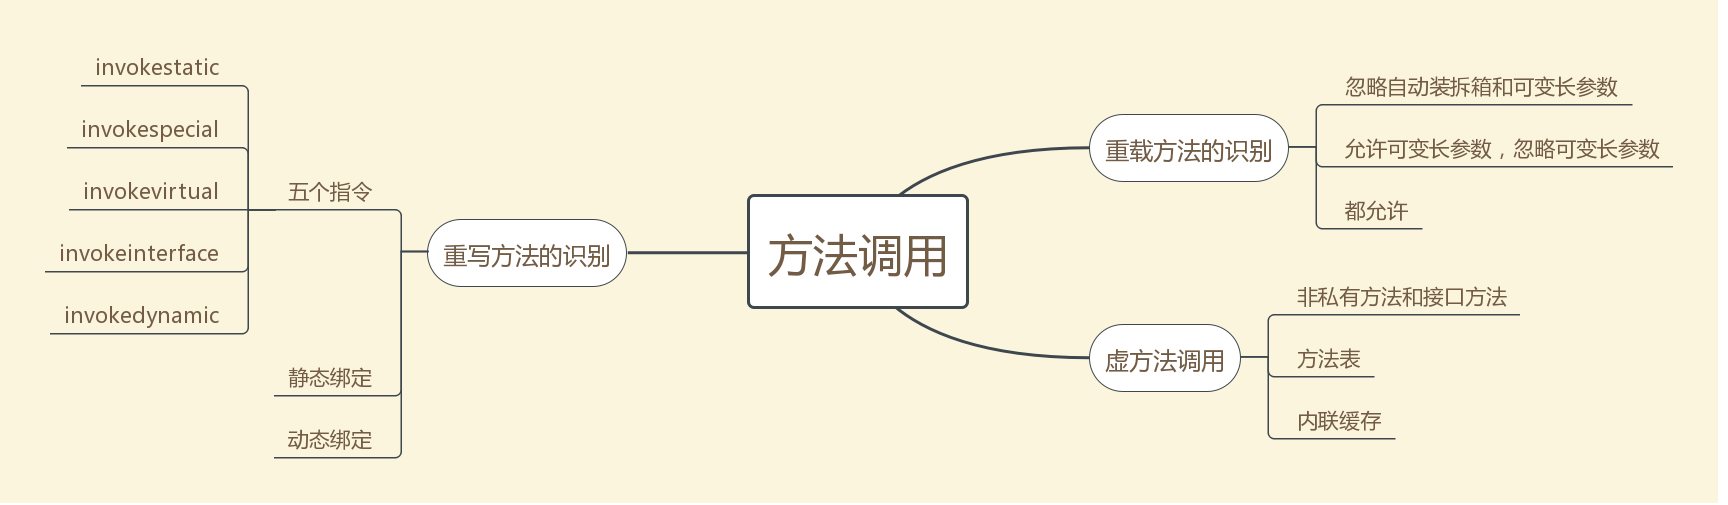 方法调用
重载方法的识别
忽略自动装拆箱和可变长参数
允许可变长参数，忽略可变长参数
都允许
虚方法调用
非私有方法和接口方法
方法表
内联缓存
重写方法的识别
五个指令
invokestatic
invokespecial
invokevirtual
invokeinterface
invokedynamic
静态绑定
动态绑定